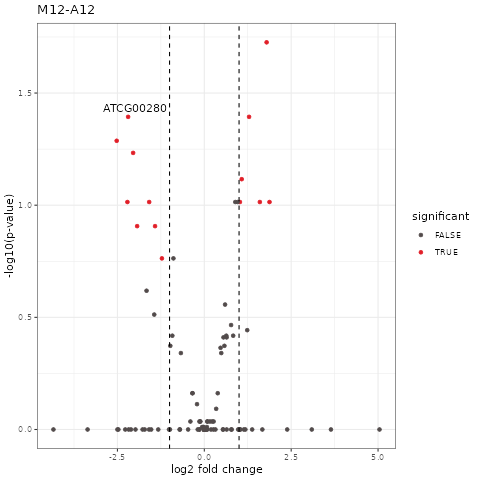 M12-A12
ATCG00280
1.5
1.0
0.5
0.0
-log10(p-value)
-2.5 0.0 2.5 5.0
log2 fold change
significant
FALSE
TRUE